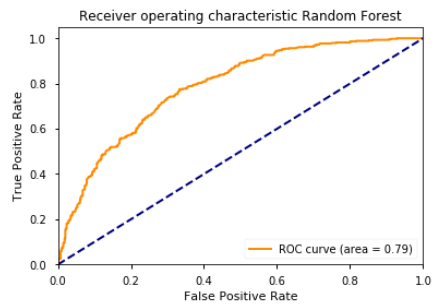 Receiver operating characteristic Random Forest
True Positive Rate
1.0
0.8
0.6
0.4
0.2
0.0
ROC curve (area = 0.79)
0.0 0.2 0.4 0.6 0.8 1.0
False Positive Rate